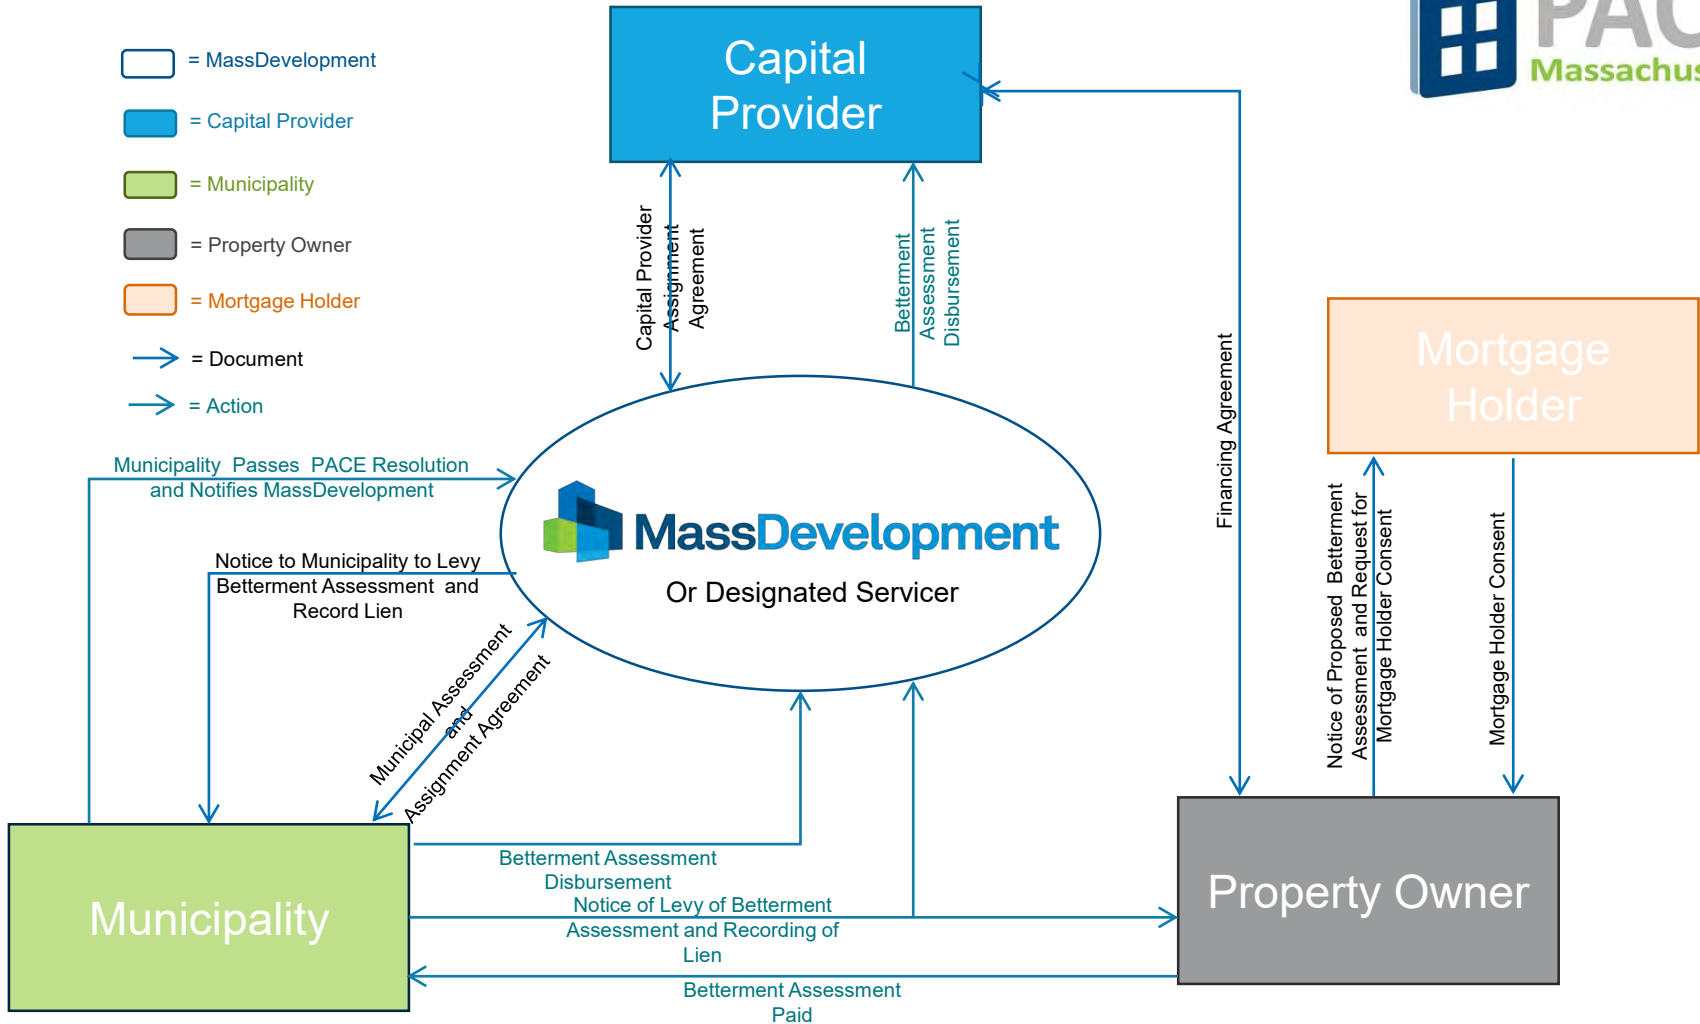 PAC
Massachus
Capital
Provider
= MassDevelopment
= Capital Provider
= Municipality
= Property Owner
= Mortgage Holder
= Document
= Action
Capital Provider
Assignment
Agreement
Betterment
Assessment
Disbursement
Financing Agreement
Mortgage
Holder
Municipality Passes PACE Resolution
and Notifies MassDevelopment
MassDevelopment
Or Designated Servicer
Notice to Municipality to Levy
Betterment Assessment and
Record Lien
Municipal Assessment
and
Assignment Agreement
Notice of Proposed Betterment
Assessment and Request for
Mortgage Holder Consent
Mortgage Holder Consent
Municipality
Betterment Assessment
Disbursement
Notice of Levy of Betterment
Assessment and Recording of
Lien
Property Owner
Betterment Assessment
Paid